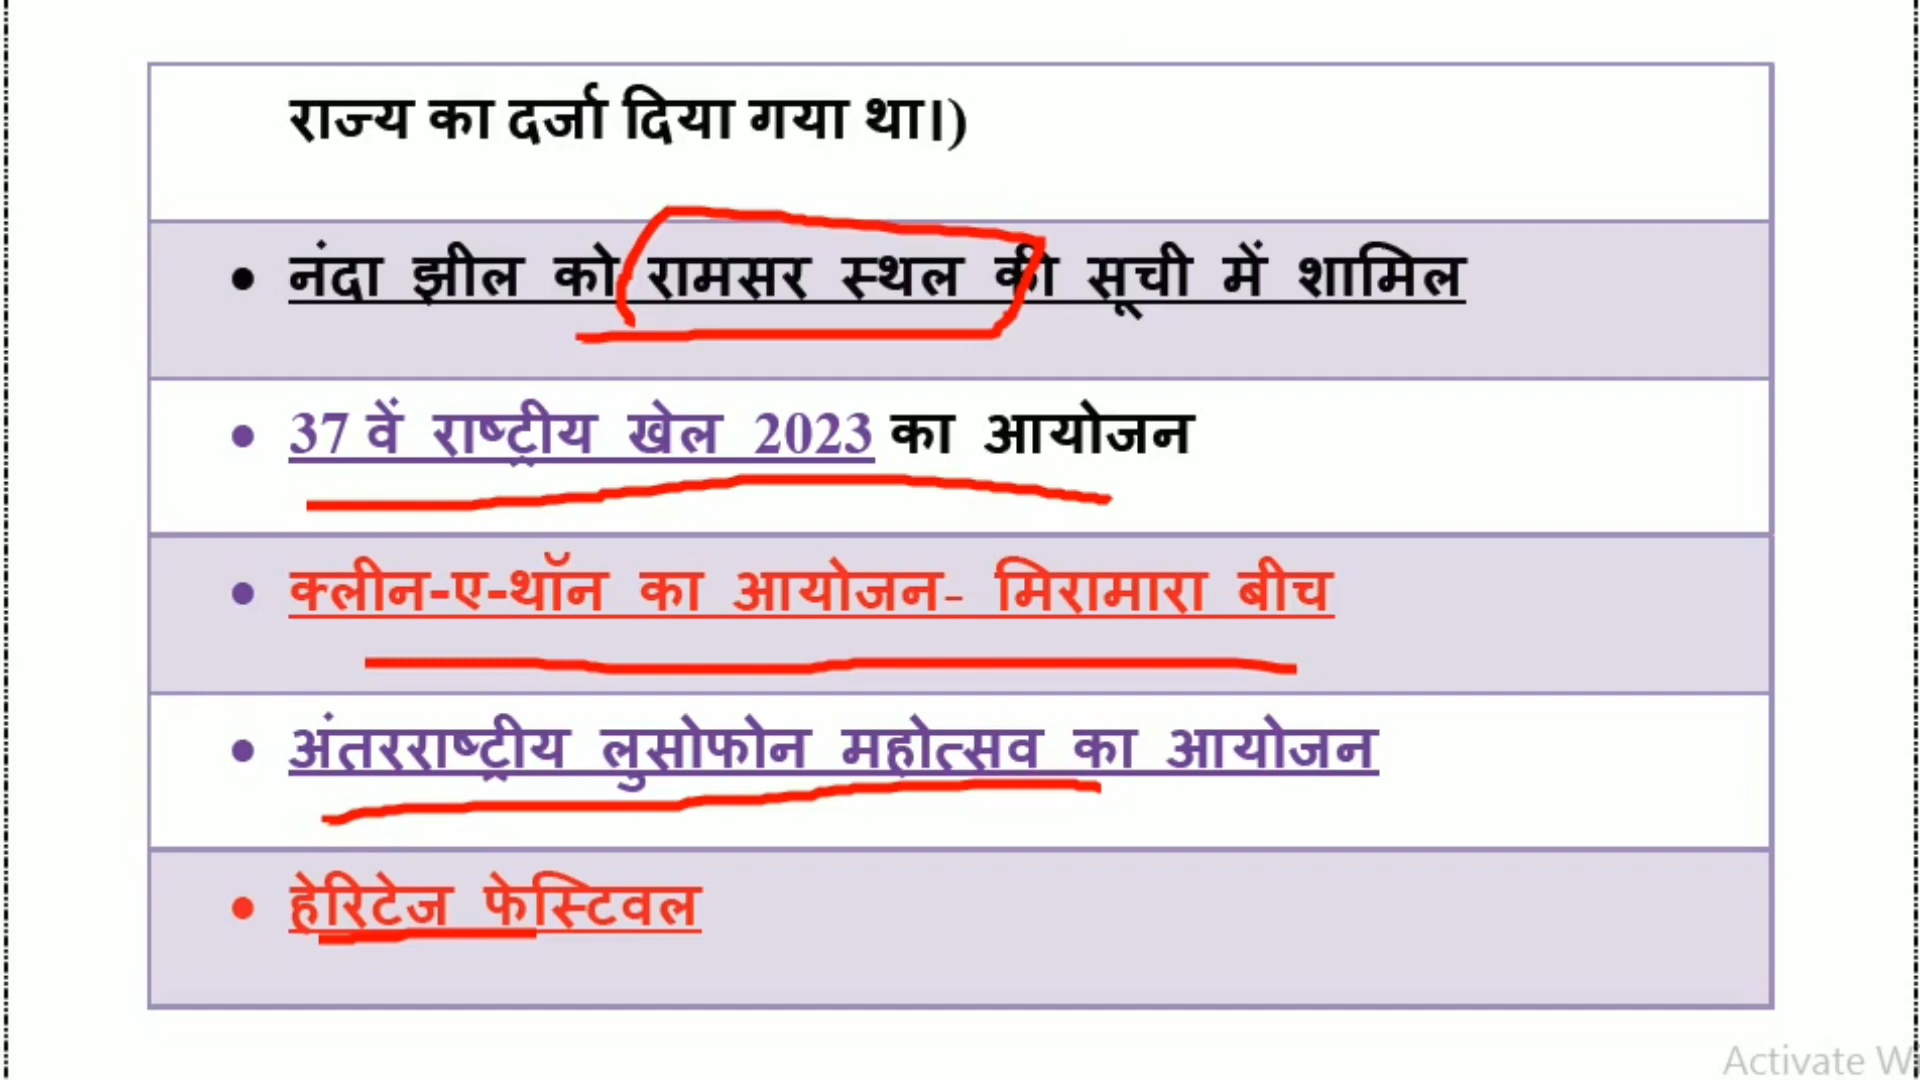 राज्य का दर्जा दिया गया था।)
• नंदा झील को रामसर स्थल की सूची में शामिल
• 37 वें राष्ट्रीय खेल 2023 का आयोजन
• क्लीन-ए-थॉन का आयोजन- मिरामारा बीच
• अंतरराष्ट्रीय लुसोफोन महोत्सव का आयोजन
• हेरिटेज फेस्टिवल
Activate W